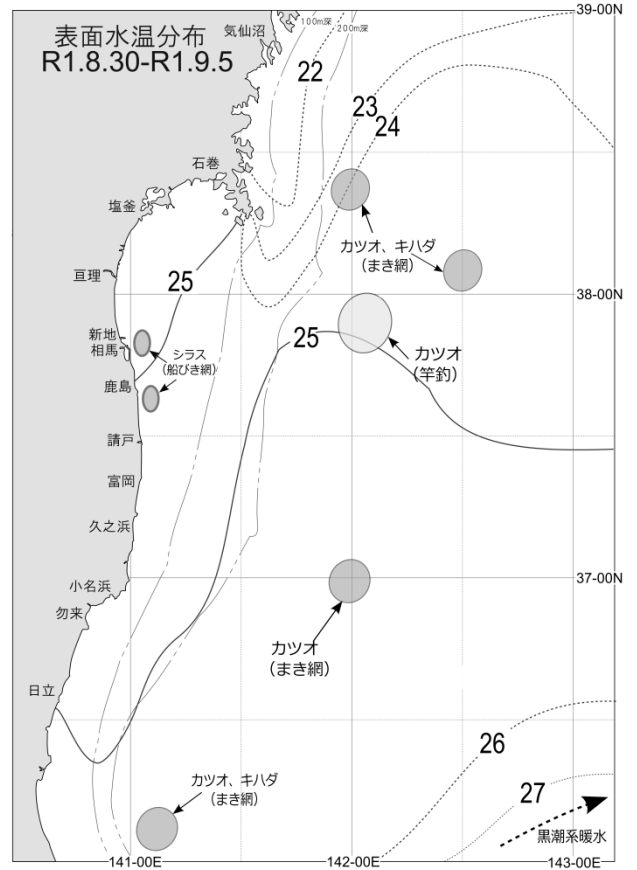 表面水温分布
R1.8.30-R1.9.5
気仙沼
100m深
200m深
39-00N
22
23
24
石巻
塩釜
カツオ、キハダ
(まき網)
亘理
25
38-00N
新地
相馬
シラス
(船びき網)
25
カツオ
(竿釣)
鹿島
請戸
富岡
久之浜
37-00N
小名浜
勿来
カツオ
(まき網)
日立
26
カツオ、キハダ
(まき網)
27
黒潮系暖水
141-00E
142-00E
143-00E